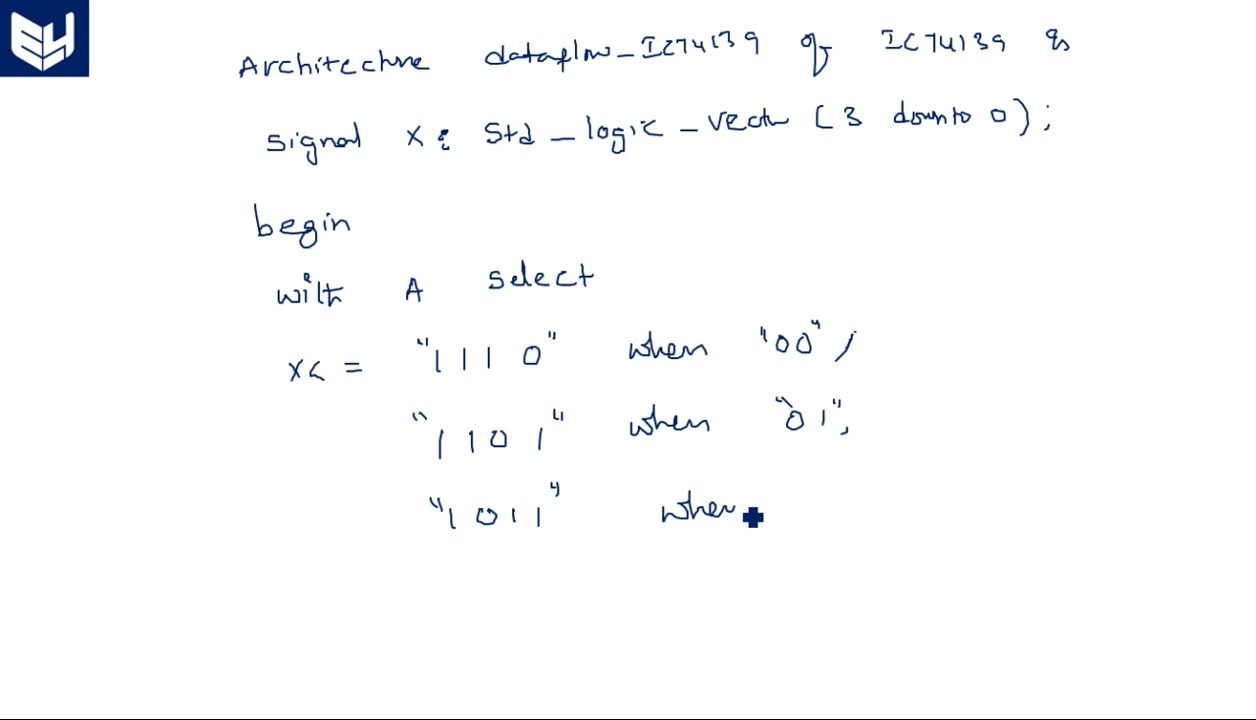 Architecture dataflow_IC74139 of IC74139 is
signal x : Std_logic_vector (3 downto 0);
begin
with A select
x<= "1110" when "00",
"1101" when "01",
"1011" when